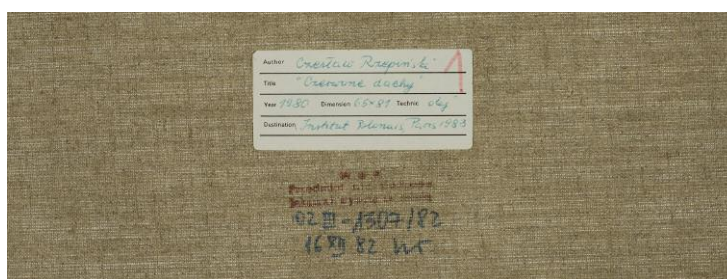 Author Czesław Rzepiński 1
Title "Czerwone dachy"
Year 1980 Dimension 65×81 Technic olej
Destination Institut Polonais, Paris 1983
02 III-1307/82
16 XII 82